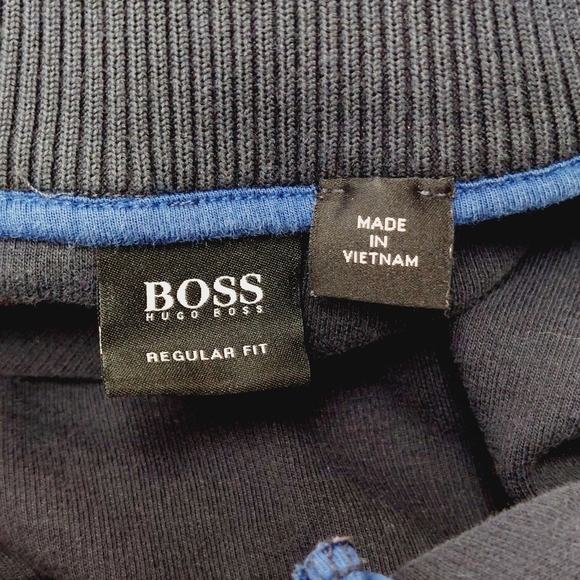 BOSS
HUGO BOSS
REGULAR FIT
MADE
IN
VIETNAM